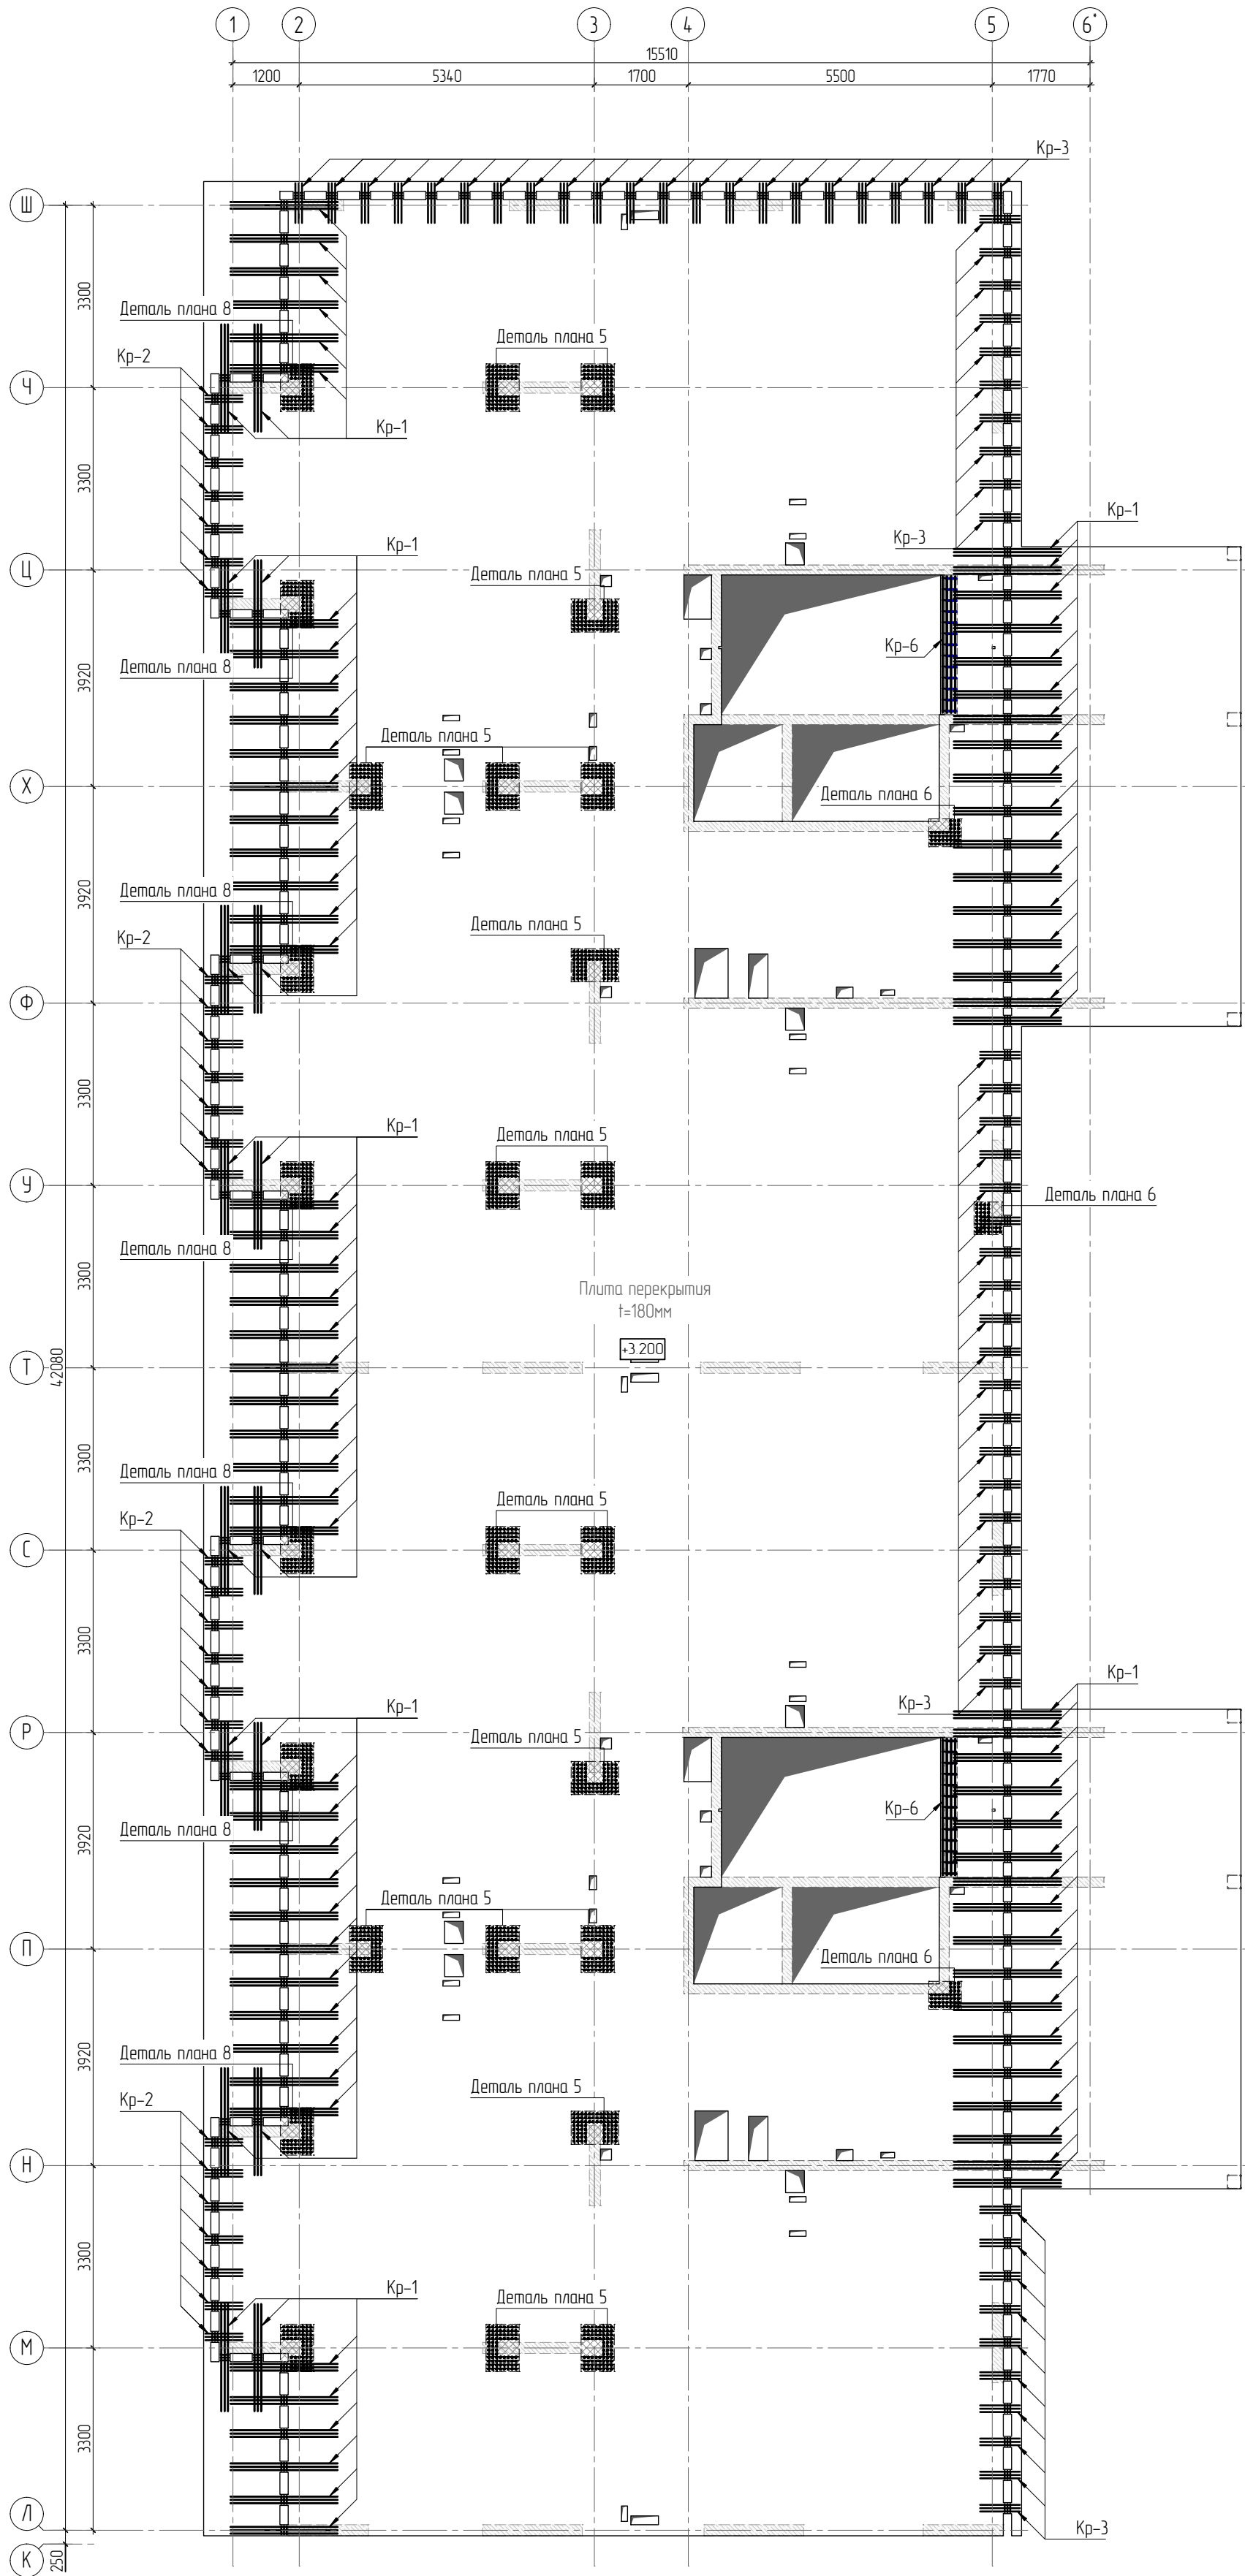 1 2 3 4 5 6*
15510
1200 5340 1700 5500 1770
Кр-3
Ш
3300
Деталь плана 8
Деталь плана 5
Кр-2
Ч
Кр-1
3300
Кр-1
Кр-1
Кр-3
Ц
Деталь плана 5
Кр-6
Деталь плана 8
3920
Деталь плана 5
Х
Деталь плана 6
3920
Деталь плана 8
Деталь плана 5
Кр-2
Ф
3300
Кр-1
Деталь плана 5
У
Деталь плана 6
Деталь плана 8
3300
Плита перекрытия
t=180мм
+3.200
Т
42080
3300
Деталь плана 8
Деталь плана 5
Кр-2
С
3300
Кр-1
Кр-1
Кр-3
Р
Деталь плана 5
Кр-6
Деталь плана 8
3920
Деталь плана 5
П
Деталь плана 6
3920
Деталь плана 8
Деталь плана 5
Кр-2
Н
3300
Кр-1
Деталь плана 5
М
3300
Л
Кр-3
К
250